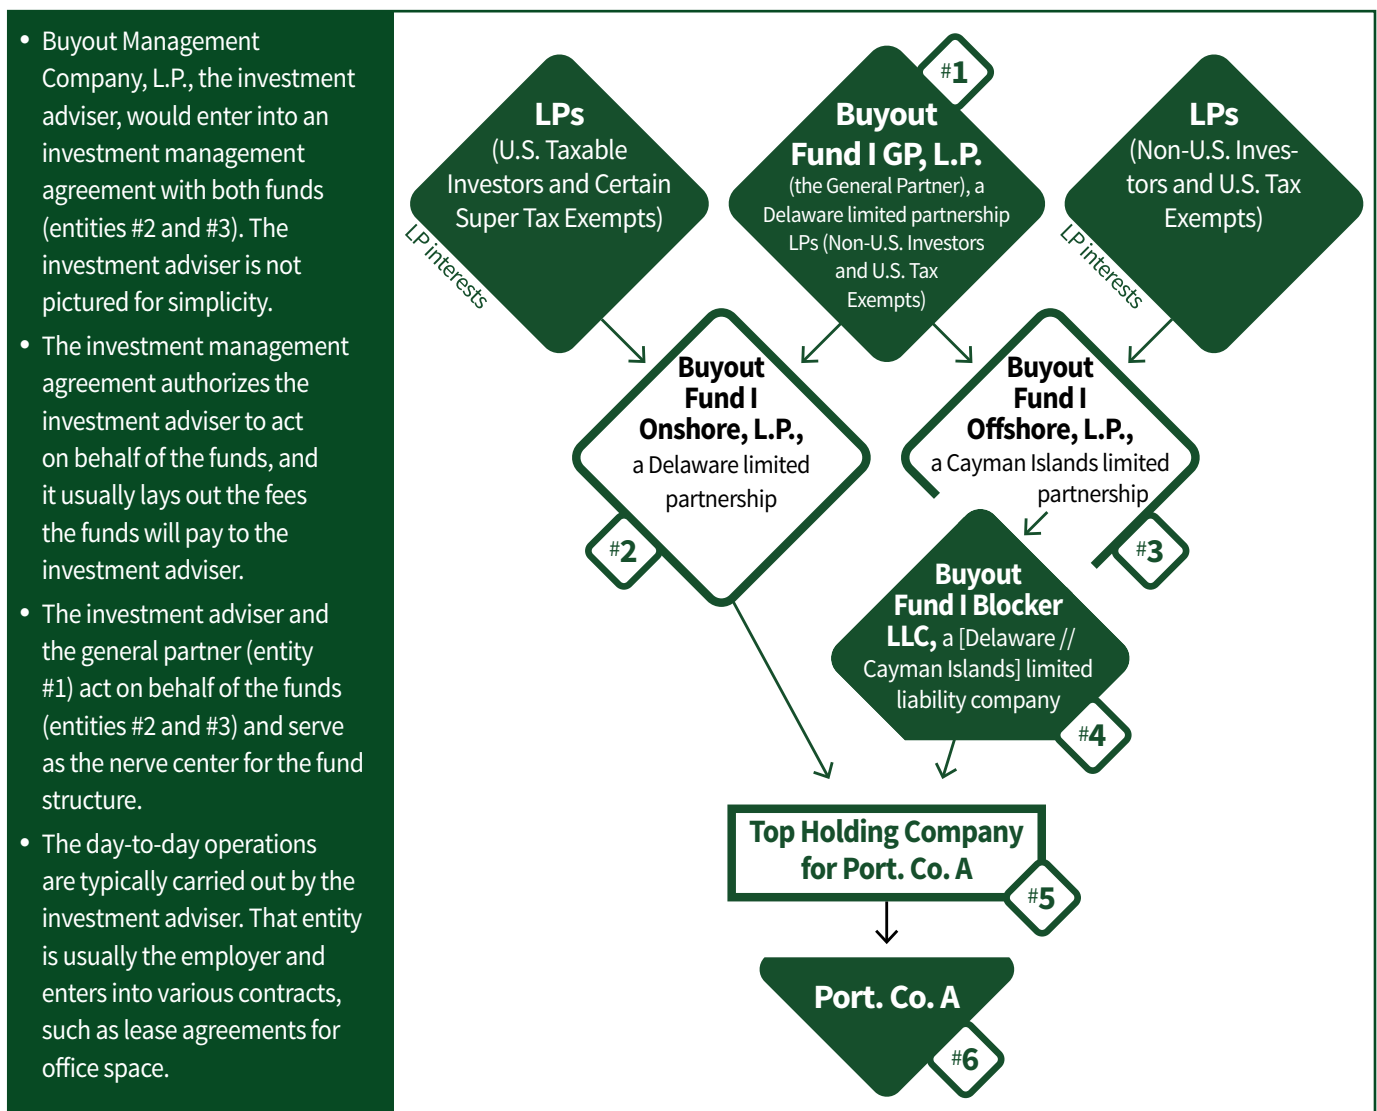 • Buyout Management
Company, L.P., the investment
adviser, would enter into an
investment management
agreement with both funds
(entities #2 and #3). The
investment adviser is not
pictured for simplicity.
• The investment management
agreement authorizes the
investment adviser to act
on behalf of the funds, and
it usually lays out the fees
the funds will pay to the
investment adviser.
• The investment adviser and
the general partner (entity
#1) act on behalf of the funds
(entities #2 and #3) and serve
as the nerve center for the fund
structure.
• The day-to-day operations
are typically carried out by the
investment adviser. That entity
is usually the employer and
enters into various contracts,
such as lease agreements for
office space.
LPs
(U.S. Taxable
Investors and Certain
Super Tax Exempts)
LP interests
#1
Buyout
Fund I GP, L.P.
(the General Partner), a
Delaware limited partnership
LPs (Non-U.S. Investors
and U.S. Tax
Exempts)
LPs
(Non-U.S. Inves-
tors and U.S. Tax
Exempts)
LP interests
Buyout
Fund I
Onshore, L.P.,
a Delaware limited
partnership
#2
Buyout
Fund I
Offshore, L.P.,
a Cayman Islands limited
partnership
#3
Buyout
Fund I Blocker
LLC, a [Delaware //
Cayman Islands] limited
liability company
#4
Top Holding Company
for Port. Co. A
#5
Port. Co. A
#6